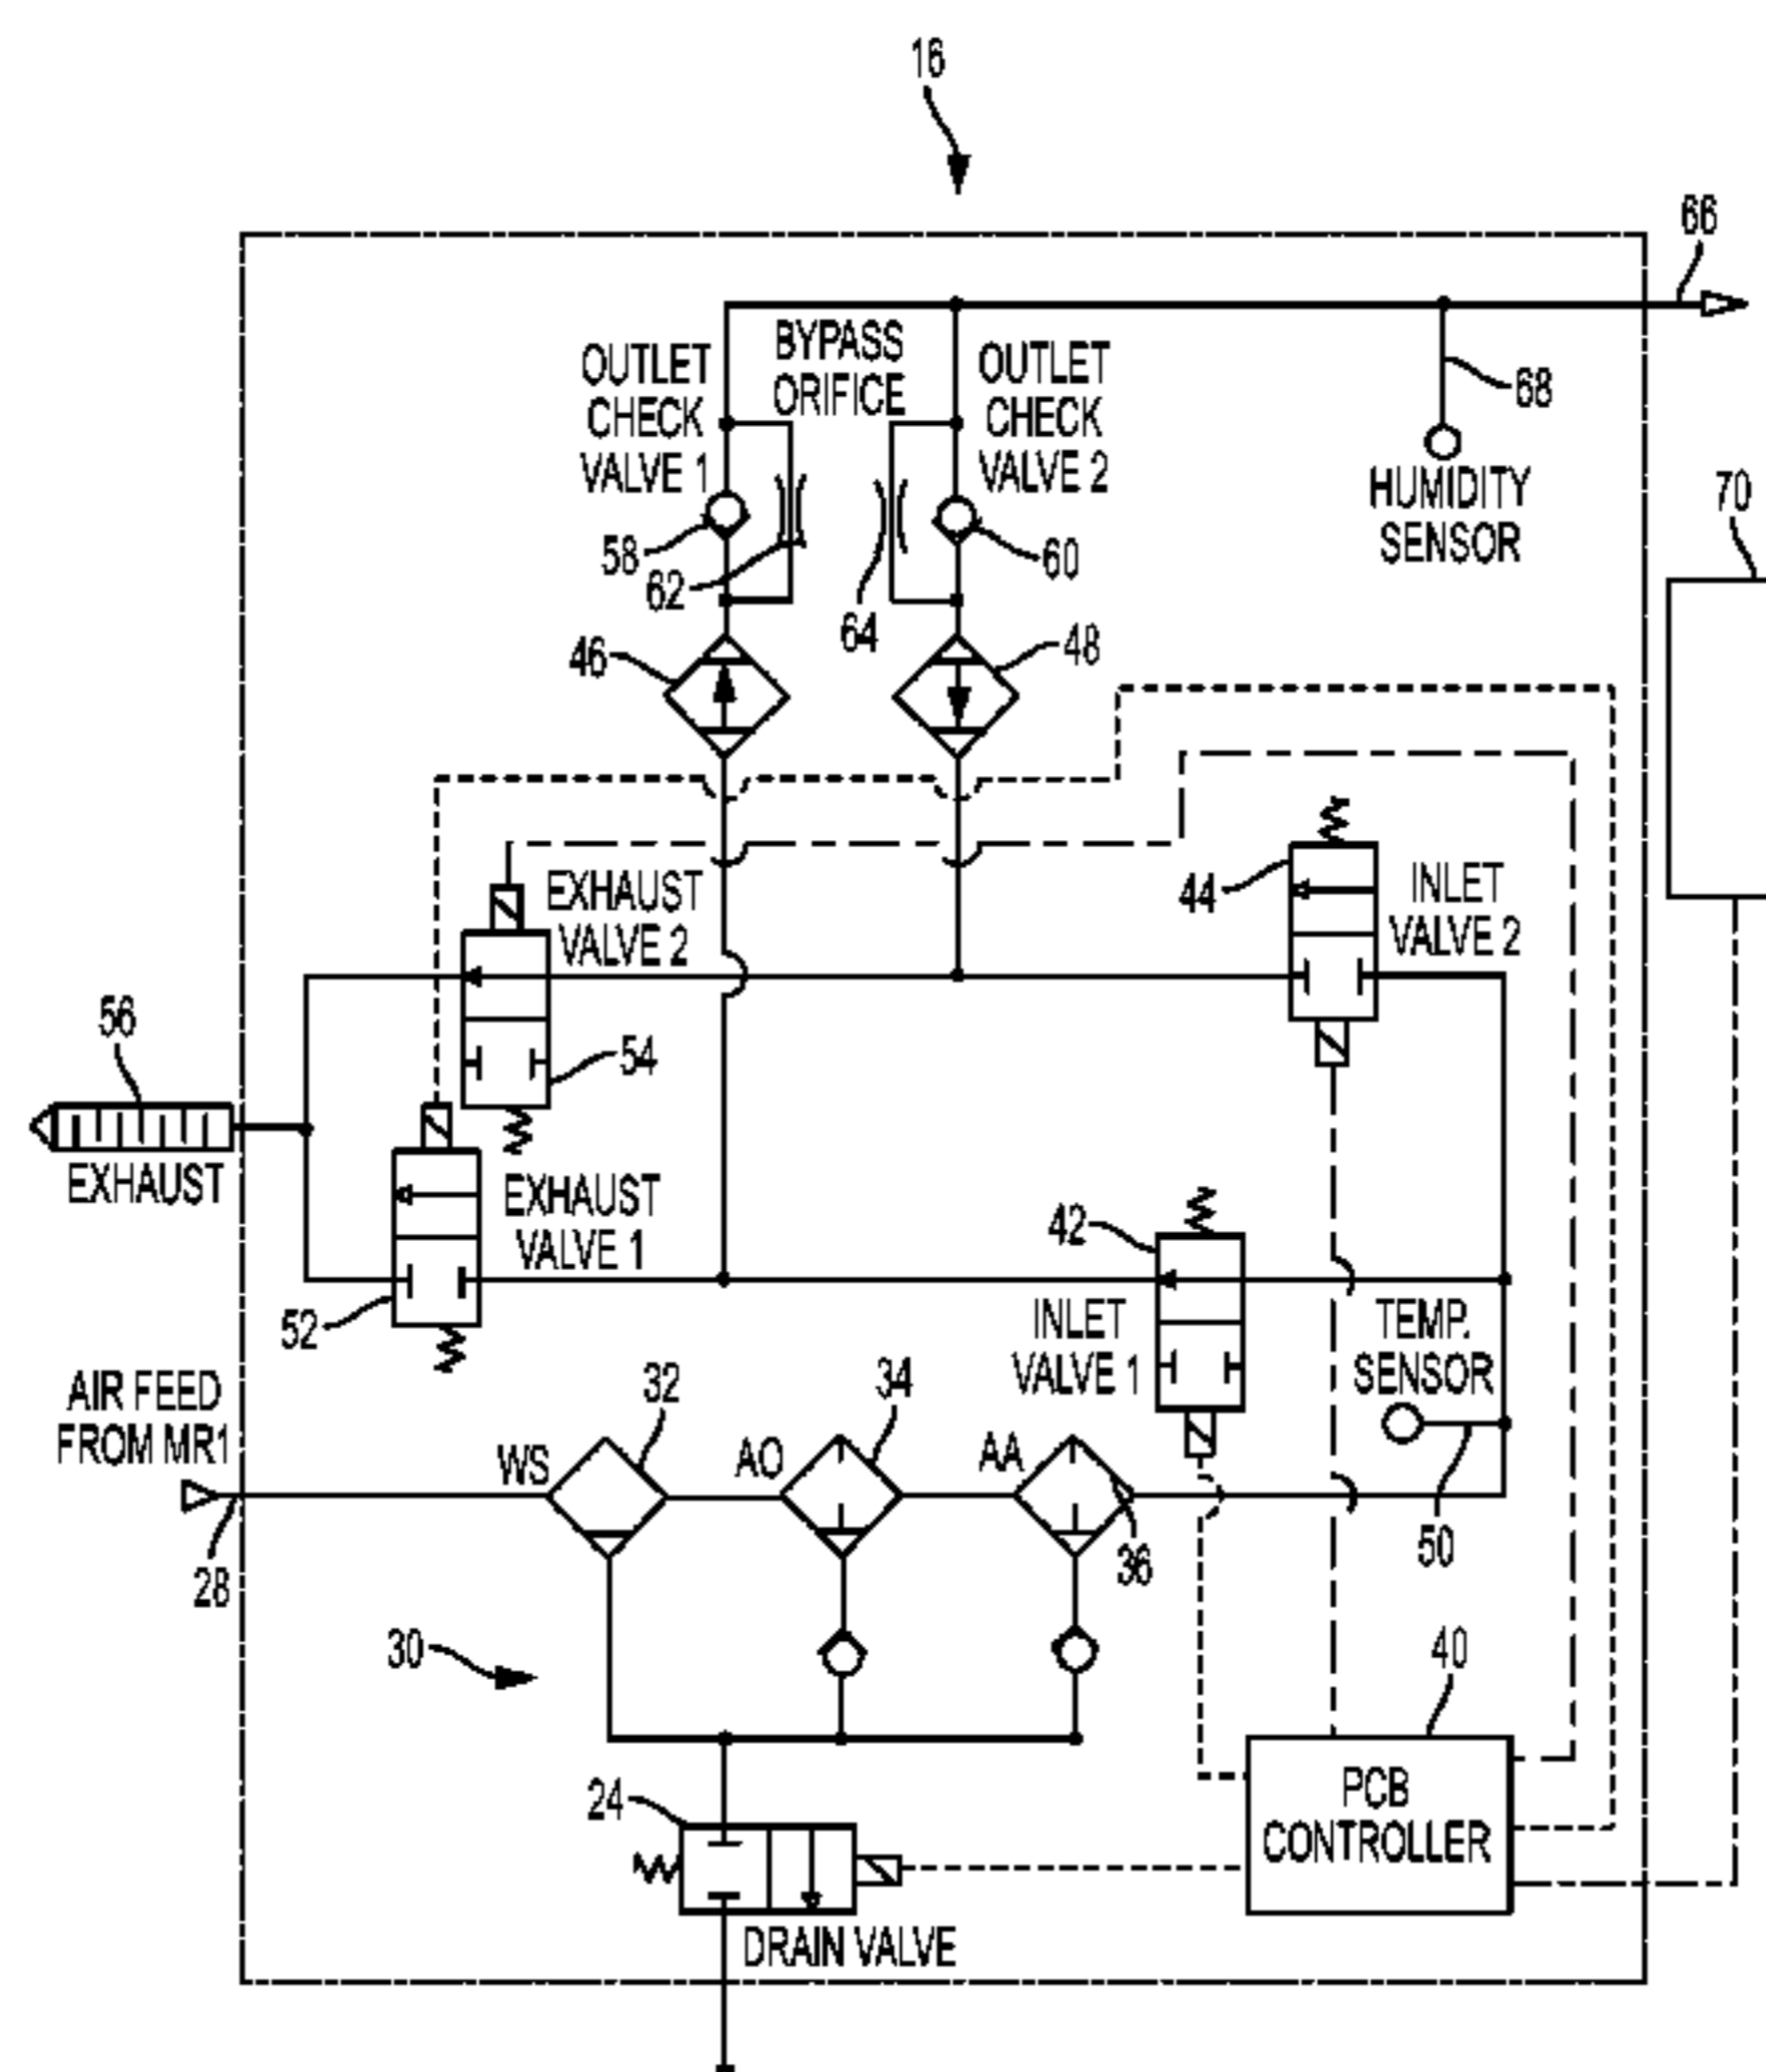 16
66
OUTLET
CHECK
VALVE 1
BYPASS
ORIFICE
OUTLET
CHECK
VALVE 2
68
HUMIDITY
SENSOR
70
58
62
64
60
46
48
44
INLET
VALVE 2
EXHAUST
VALVE 2
54
56
EXHAUST
EXHAUST
VALVE 1
52
42
INLET
VALVE 1
TEMP.
SENSOR
50
AIR FEED
FROM MR1
28
WS
32
AO
34
AA
36
30
40
PCB
CONTROLLER
24
DRAIN VALVE